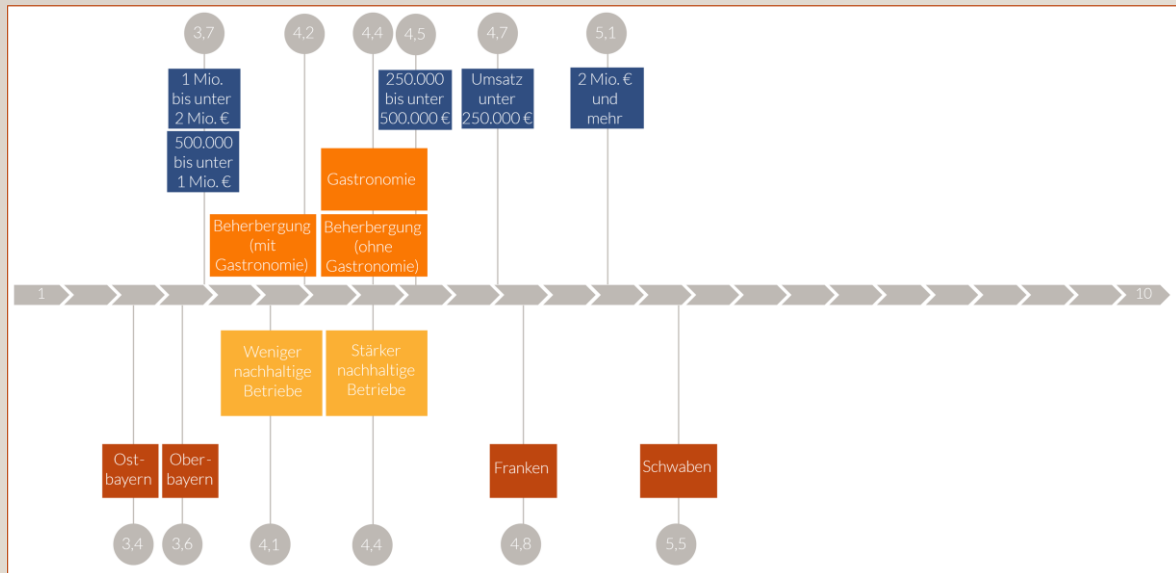 3,7
4,2
4,4
4,5
4,7
5,1
1 Mio.
bis unter
2 Mio. €
500.000
bis unter
1 Mio. €
250.000
bis unter
500.000 €
Umsatz
unter
250.000 €
2 Mio. €
und
mehr
Gastronomie
Beherbergung
(mit
Gastronomie)
Beherbergung
(ohne
Gastronomie)
1
10
Weniger
nachhaltige
Betriebe
Stärker
nachhaltige
Betriebe
Ost-
bayern
Ober-
bayern
Franken
Schwaben
3,4
3,6
4,1
4,4
4,8
5,5